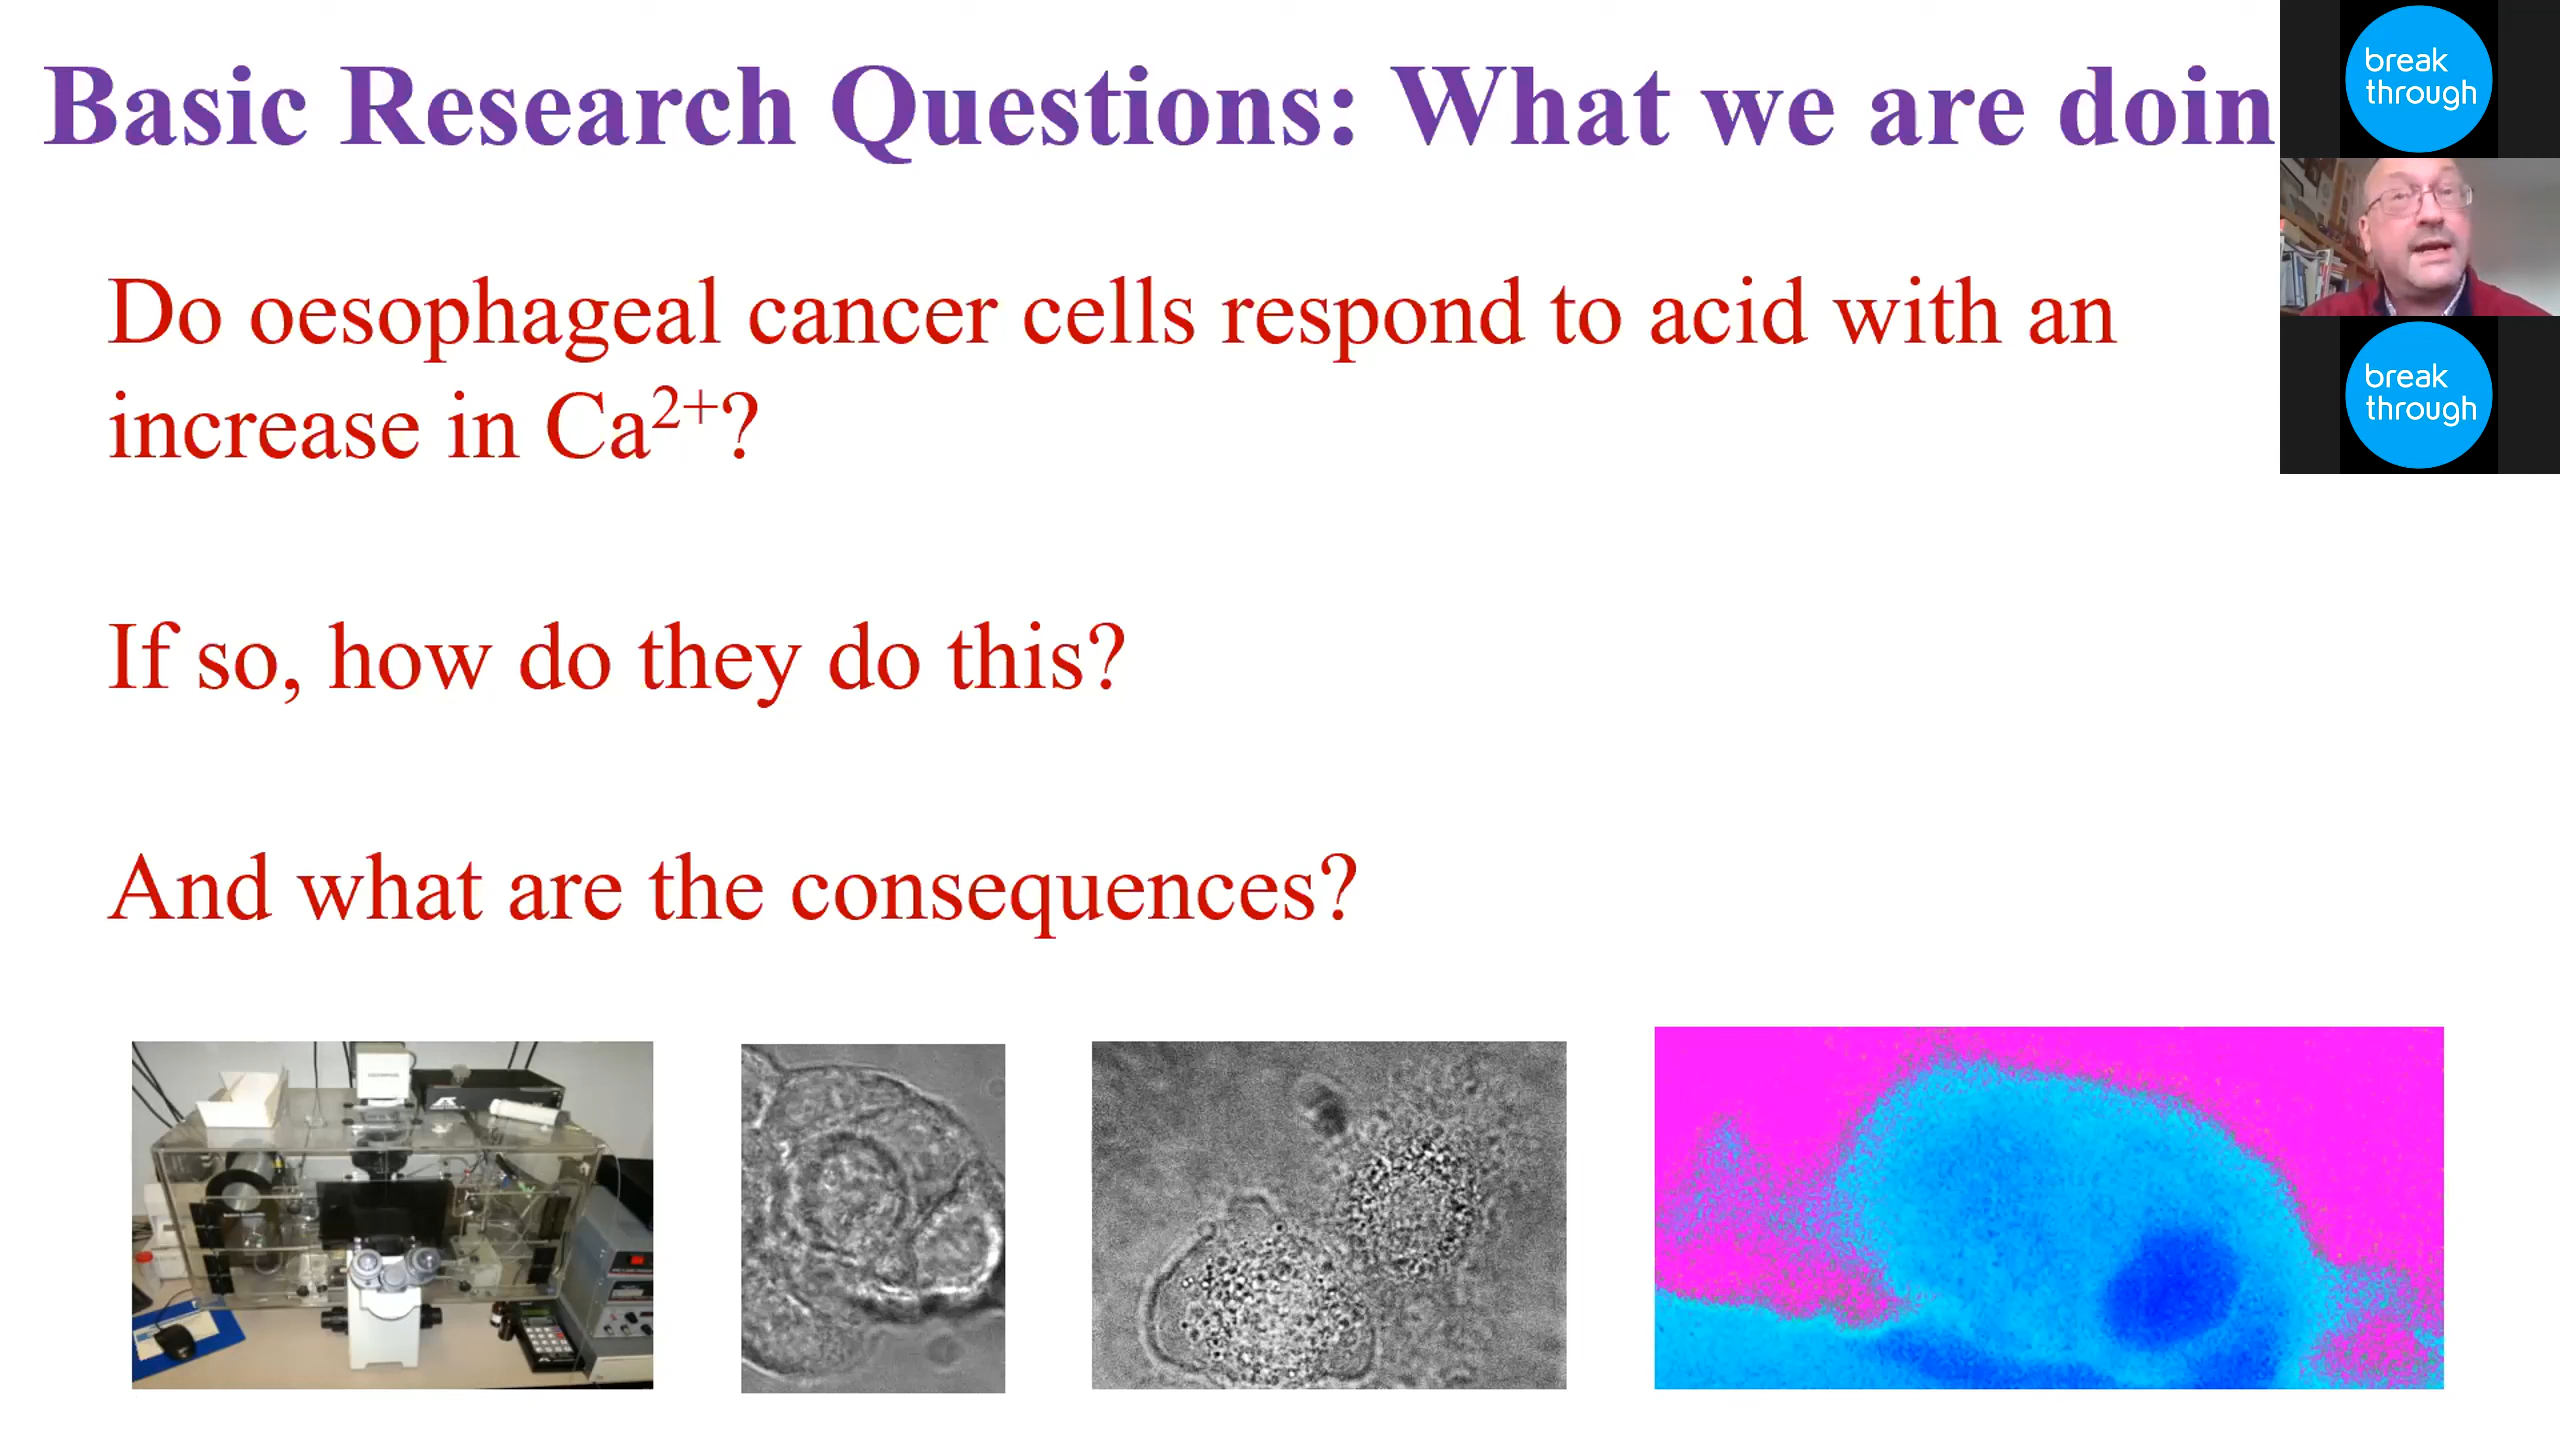 Basic Research Questions: What we are doin
break
through
Do oesophageal cancer cells respond to acid with an
increase in Ca²⁺?
break
through
If so, how do they do this?
And what are the consequences?
OLYMPUS